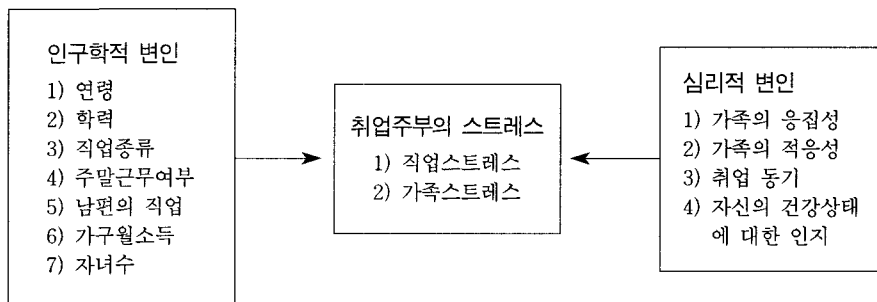 인구학적 변인
1) 연령
2) 학력
3) 직업종류
4) 주말근무여부
5) 남편의 직업
6) 가구월소득
7) 자녀수
취업주부의 스트레스
1) 직업스트레스
2) 가족스트레스
심리적 변인
1) 가족의 응집성
2) 가족의 적응성
3) 취업 동기
4) 자신의 건강상태
에 대한 인지